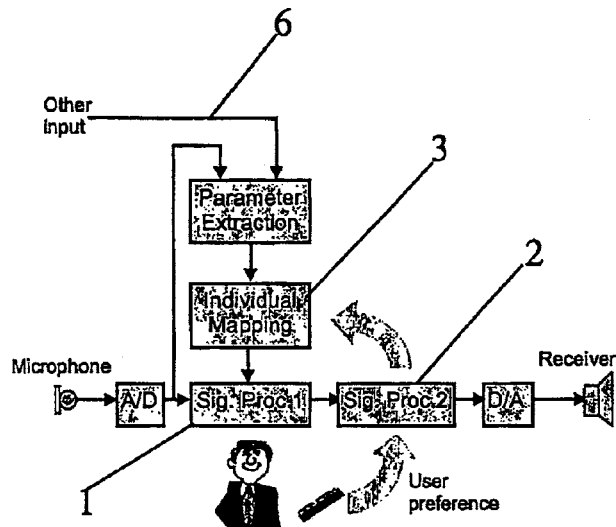 6
Other
input
3
Parameter
Extraction
2
Individual
Mapping
Microphone
Receiver
A/D
Sig. Proc.1
Sig. Proc.2
D/A
1
User
preference